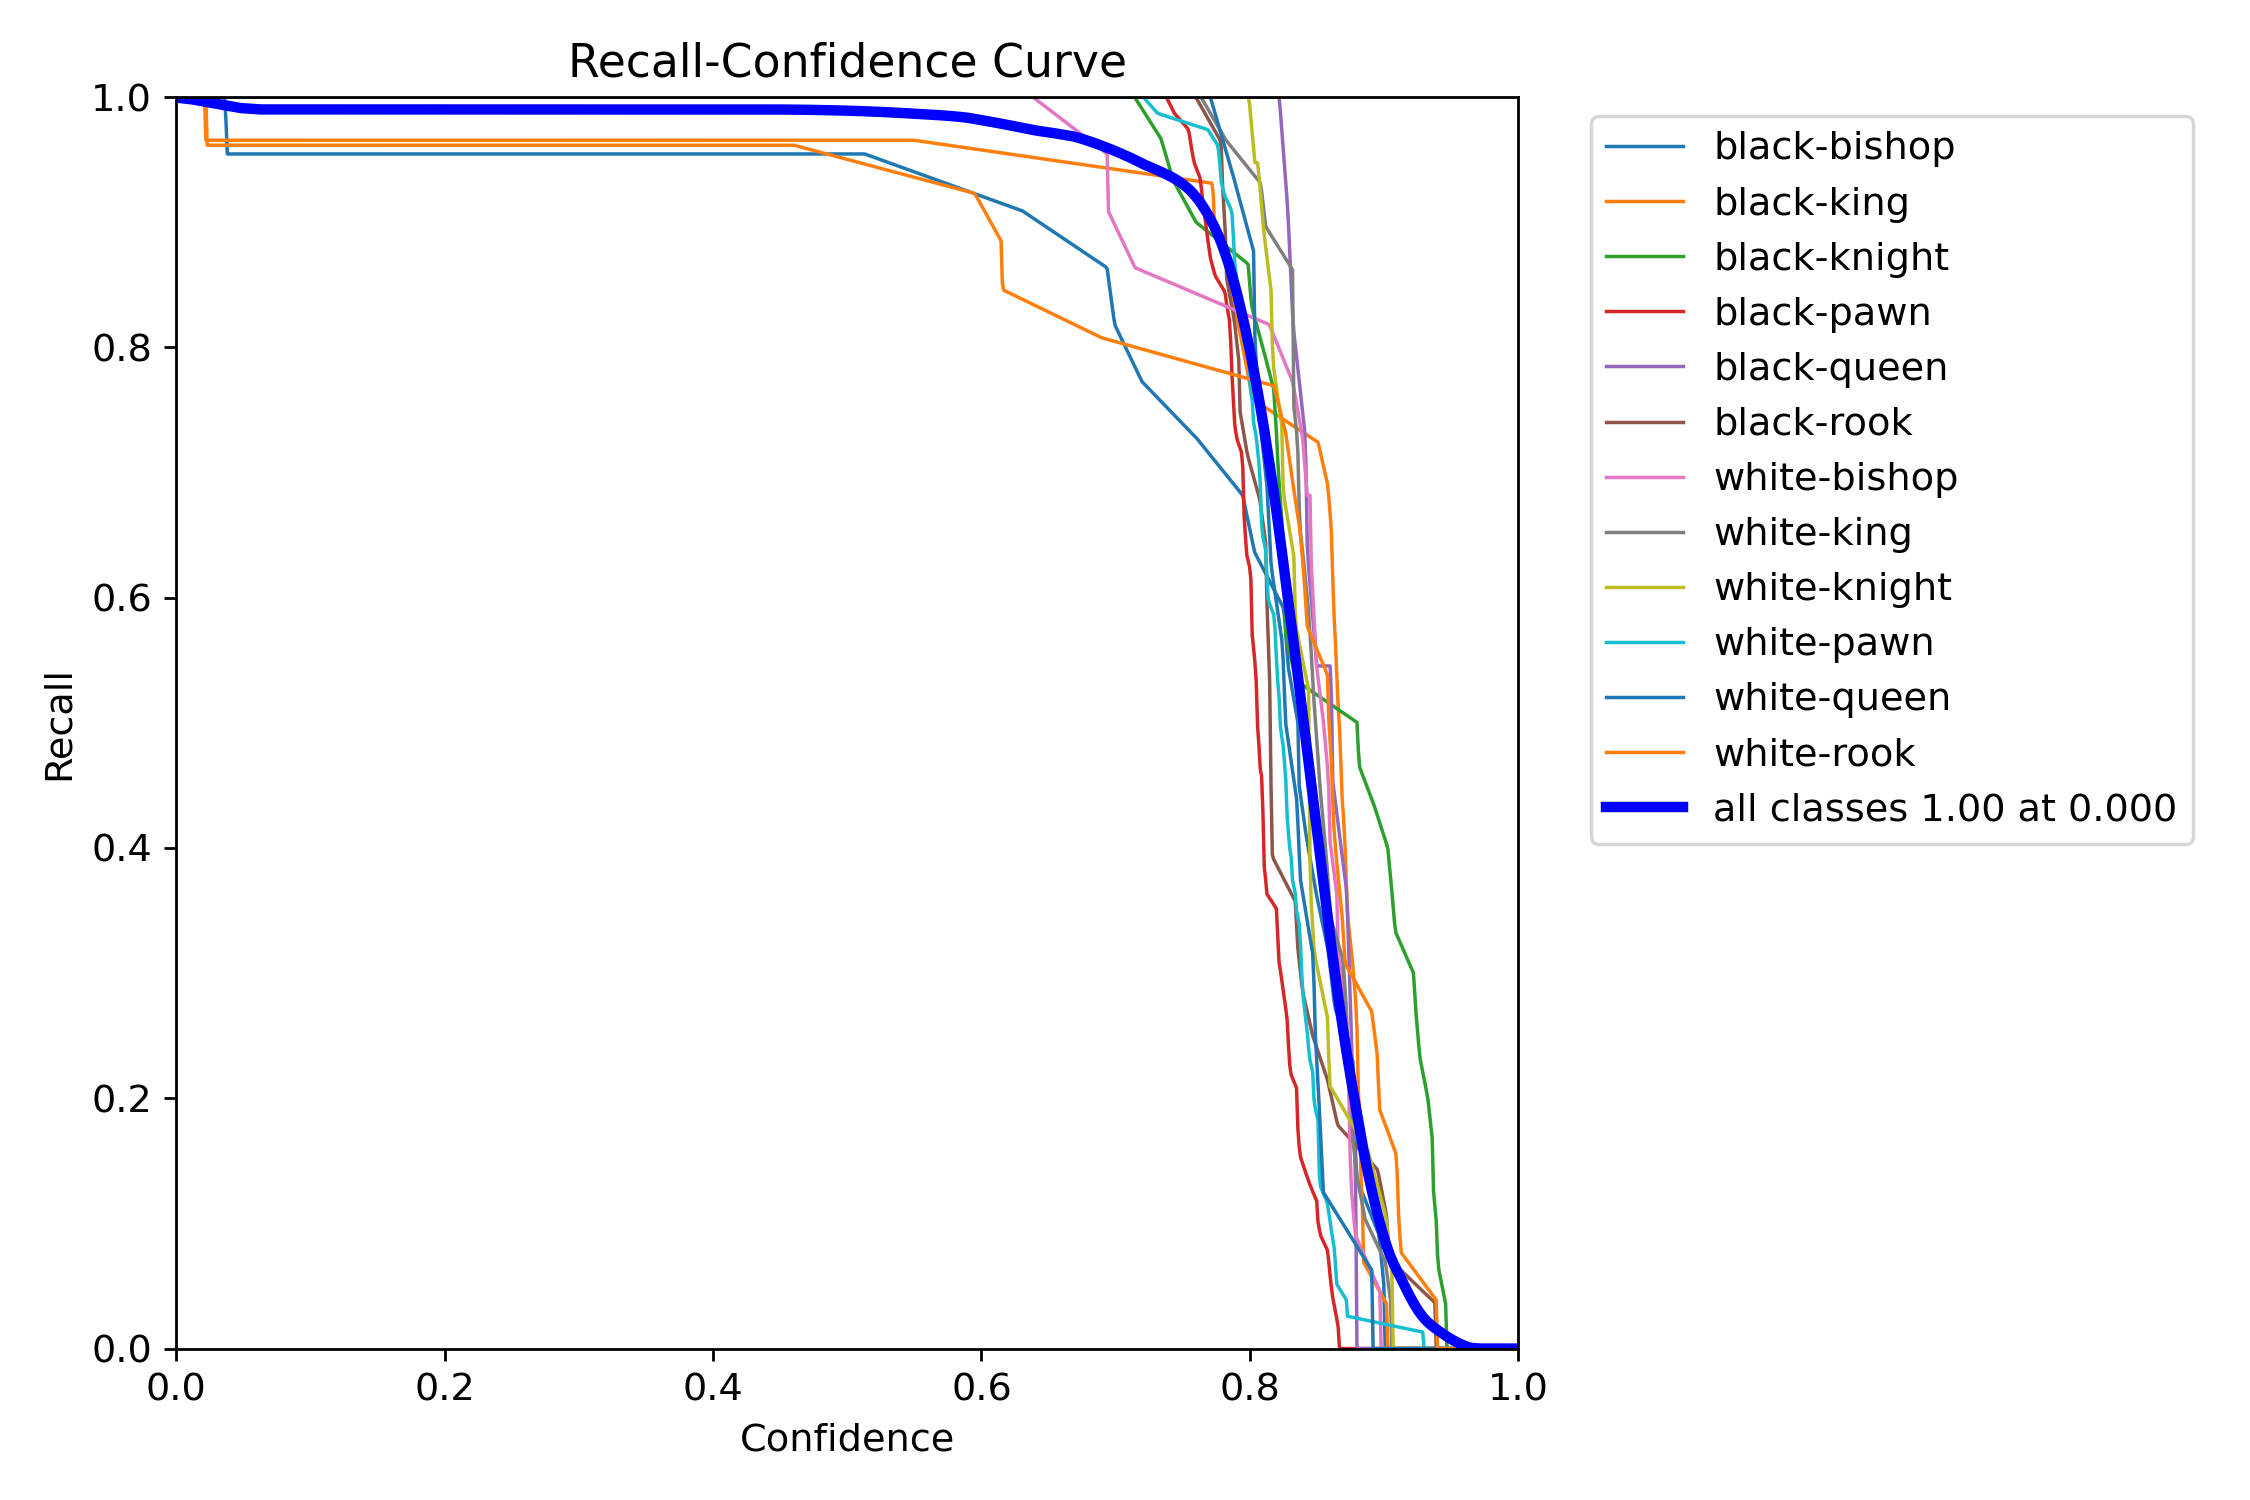 Recall-Confidence Curve
1.0
0.8
0.6
0.4
0.2
0.0
Recall
0.0 0.2 0.4 0.6 0.8 1.0
Confidence
black-bishop
black-king
black-knight
black-pawn
black-queen
black-rook
white-bishop
white-king
white-knight
white-pawn
white-queen
white-rook
all classes 1.00 at 0.000